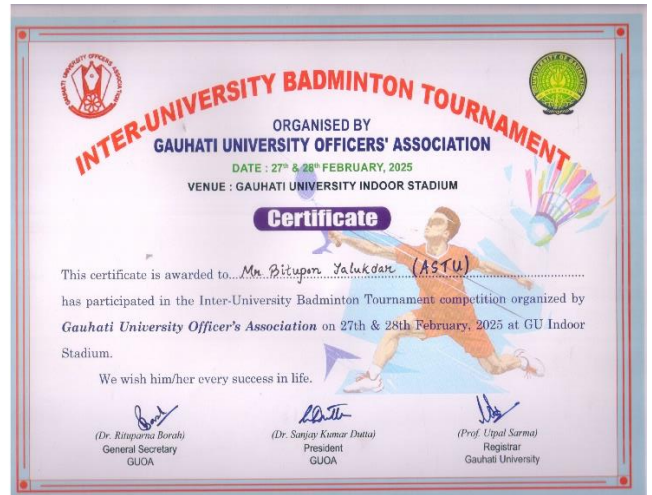 GAUHATI UNIVERSITY OFFICERS ASSOCIATION
INTER-UNIVERSITY BADMINTON TOURNAMENT
ORGANISED BY
GAUHATI UNIVERSITY OFFICERS' ASSOCIATION
DATE : 27th & 28th FEBRUARY, 2025
VENUE : GAUHATI UNIVERSITY INDOOR STADIUM
Certificate
This certificate is awarded to...Mr. Bitupon Talukdar (ASTU)
has participated in the Inter-University Badminton Tournament competition organized by
Gauhati University Officer's Association on 27th & 28th February, 2025 at GU Indoor
Stadium.
We wish him/her every success in life.
(Dr. Rituparna Borah)
General Secretary
GUOA
(Dr. Sanjay Kumar Dutta)
President
GUOA
(Prof. Utpal Sarma)
Registrar
Gauhati University